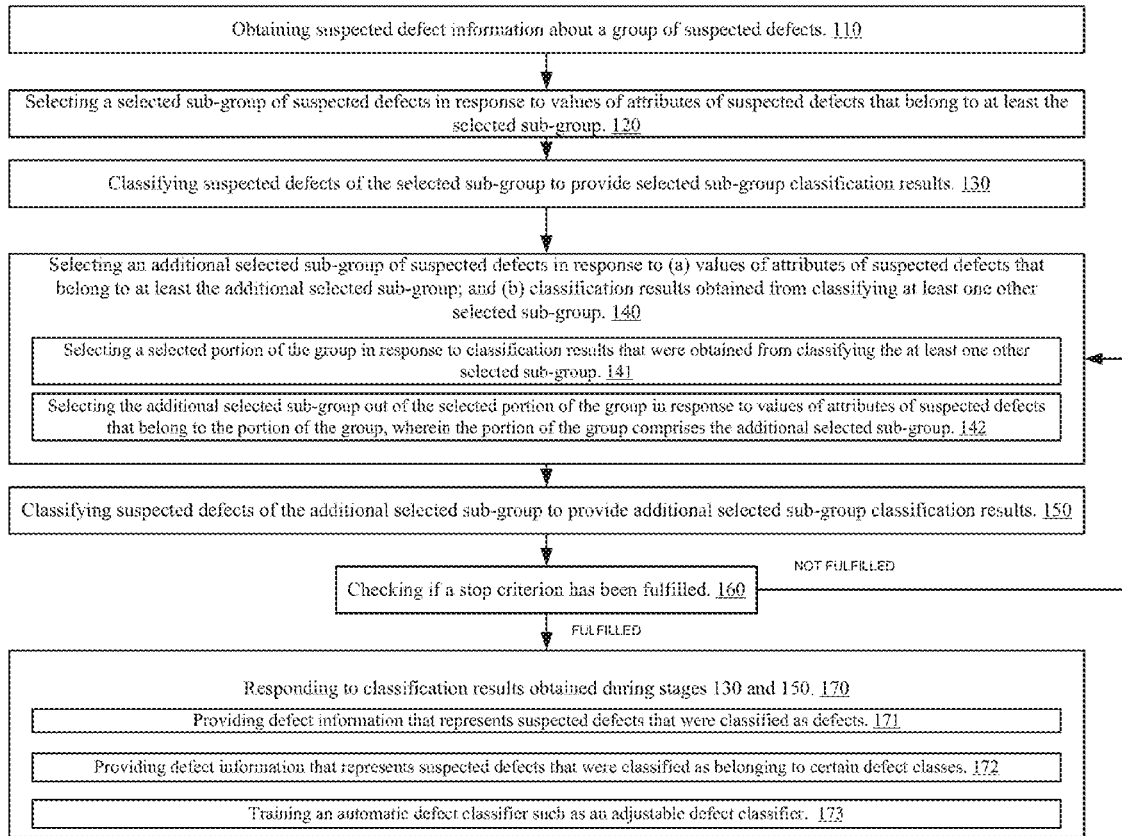 Obtaining suspected defect information about a group of suspected defects. 110
Selecting a selected sub-group of suspected defects in response to values of attributes of suspected defects that belong to at least the
selected sub-group. 120
Classifying suspected defects of the selected sub-group to provide selected sub-group classification results. 130
Selecting an additional selected sub-group of suspected defects in response to (a) values of attributes of suspected defects that
belong to at least the additional selected sub-group; and (b) classification results obtained from classifying at least one other
selected sub-group. 140
Selecting a selected portion of the group in response to classification results that were obtained from classifying the at least one other
selected sub-group. 141
Selecting the additional selected sub-group out of the selected portion of the group in response to values of attributes of suspected defects
that belong to the portion of the group, wherein the portion of the group comprises the additional selected sub-group. 142
Classifying suspected defects of the additional selected sub-group to provide additional selected sub-group classification results. 150
Checking if a stop criterion has been fulfilled. 160
NOT FULFILLED
FULFILLED
Responding to classification results obtained during stages 130 and 150. 170
Providing defect information that represents suspected defects that were classified as defects. 171
Providing defect information that represents suspected defects that were classified as belonging to certain defect classes. 172
Training an automatic defect classifier such as an adjustable defect classifier. 173